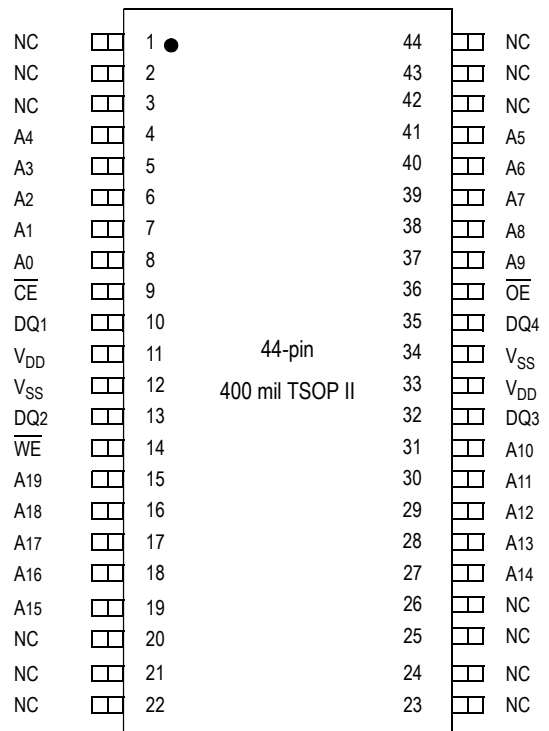 NC 1 44 NC
NC 2 43 NC
NC 3 42 NC
A4 4 41 A5
A3 5 40 A6
A2 6 39 A7
A1 7 38 A8
A0 8 37 A9
C̅E̅ 9 36 O̅E̅
DQ1 10 35 DQ4
VDD 11 34 VSS
44-pin
VSS 12 33 VDD
400 mil TSOP II
DQ2 13 32 DQ3
W̅E̅ 14 31 A10
A19 15 30 A11
A18 16 29 A12
A17 17 28 A13
A16 18 27 A14
A15 19 26 NC
NC 20 25 NC
NC 21 24 NC
NC 22 23 NC